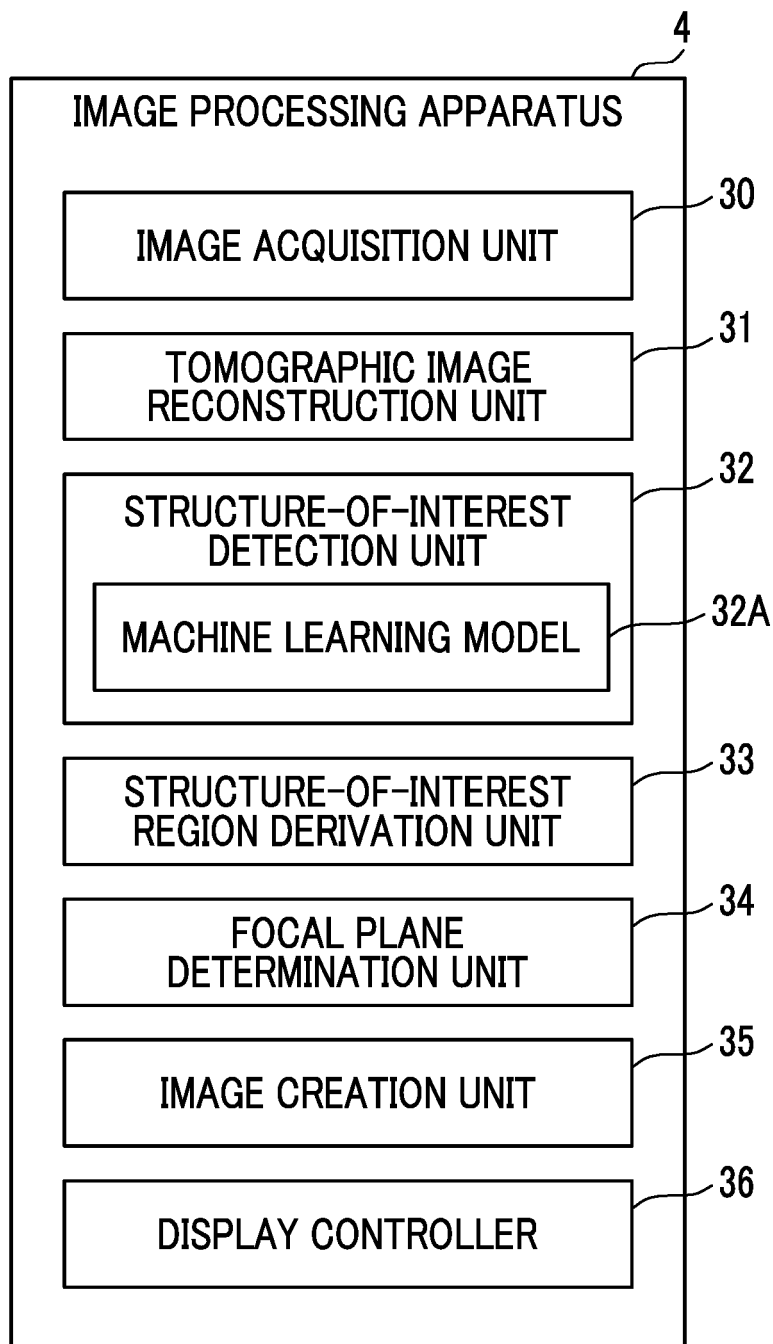 4
IMAGE PROCESSING APPARATUS
30
IMAGE ACQUISITION UNIT
31
TOMOGRAPHIC IMAGE
RECONSTRUCTION UNIT
32
STRUCTURE-OF-INTEREST
DETECTION UNIT
32A
MACHINE LEARNING MODEL
33
STRUCTURE-OF-INTEREST
REGION DERIVATION UNIT
34
FOCAL PLANE
DETERMINATION UNIT
35
IMAGE CREATION UNIT
36
DISPLAY CONTROLLER